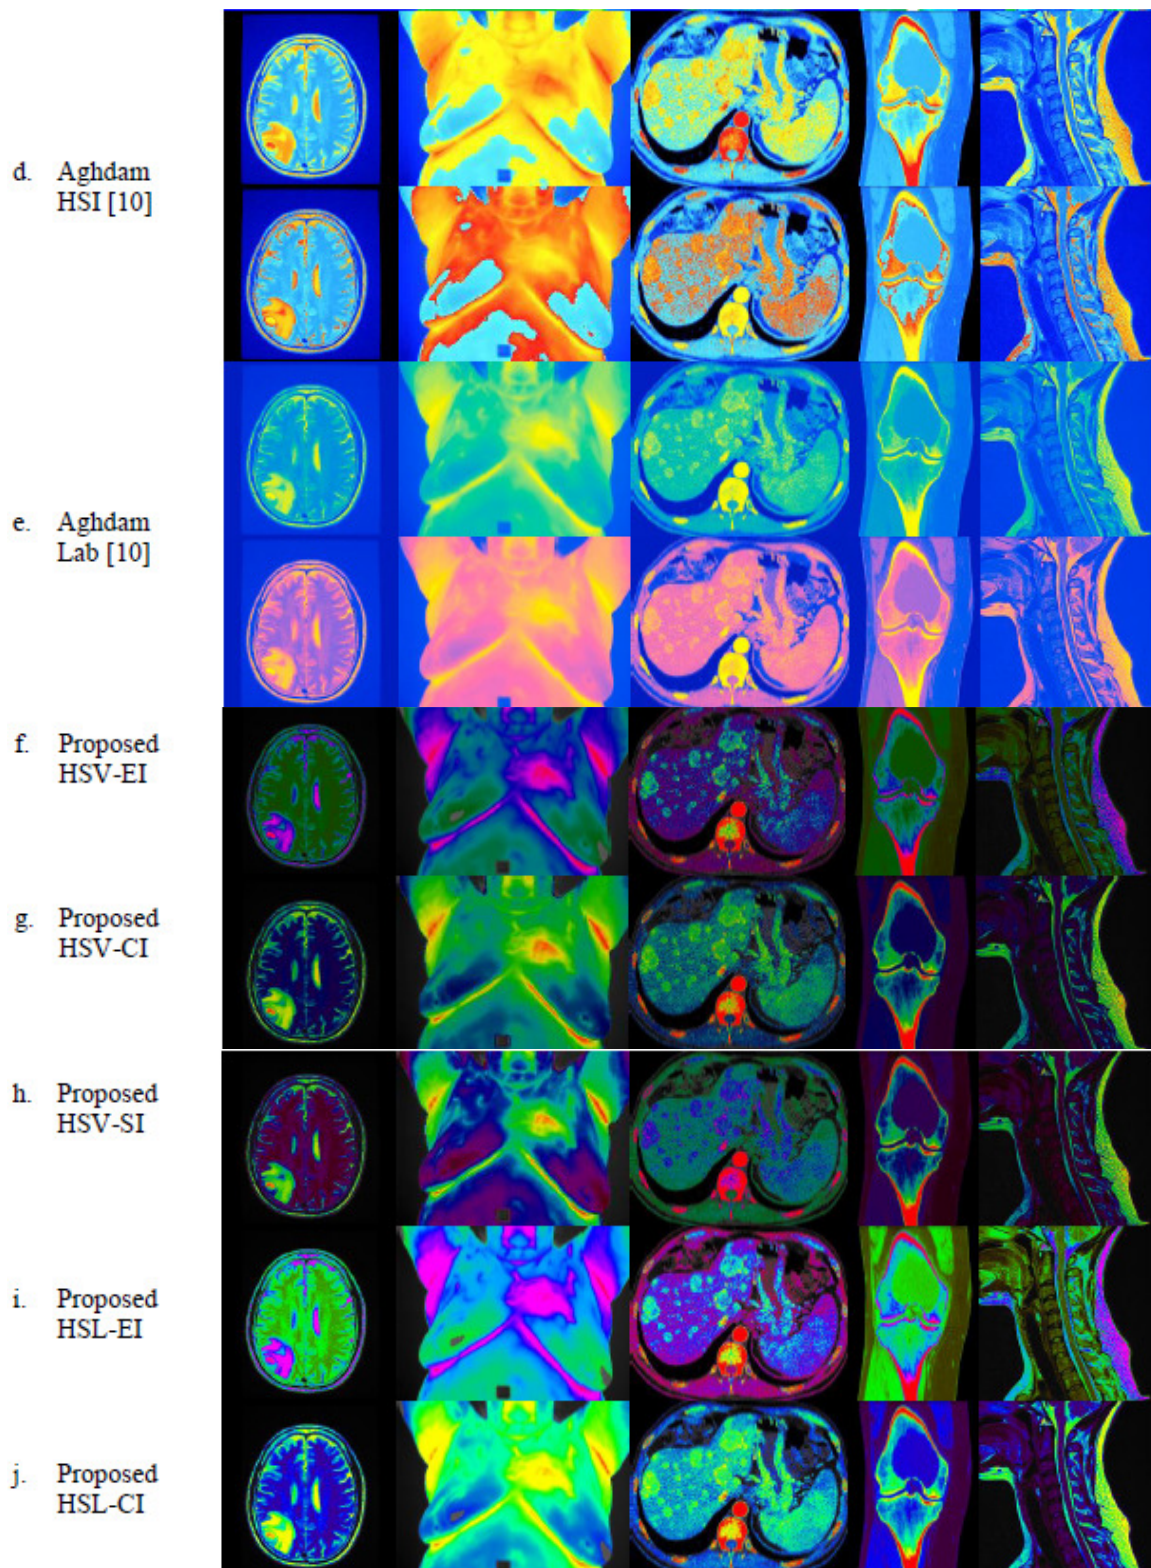 d. Aghdam
HSI [10]
e. Aghdam
Lab [10]
f. Proposed
HSV-EI
g. Proposed
HSV-CI
h. Proposed
HSV-SI
i. Proposed
HSL-EI
j. Proposed
HSL-CI